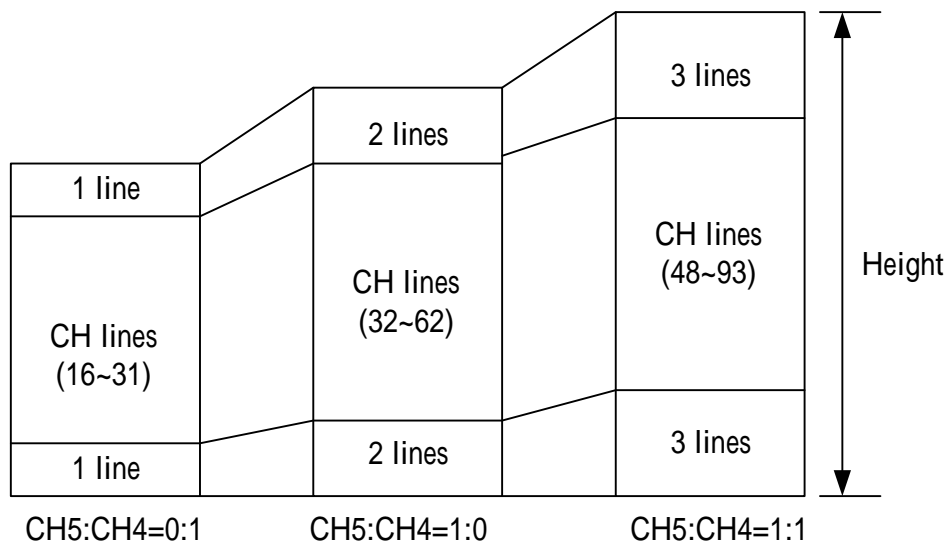 1 line
CH lines
(16~31)
1 line
CH5:CH4=0:1
2 lines
CH lines
(32~62)
2 lines
CH5:CH4=1:0
3 lines
CH lines
(48~93)
3 lines
CH5:CH4=1:1
Height